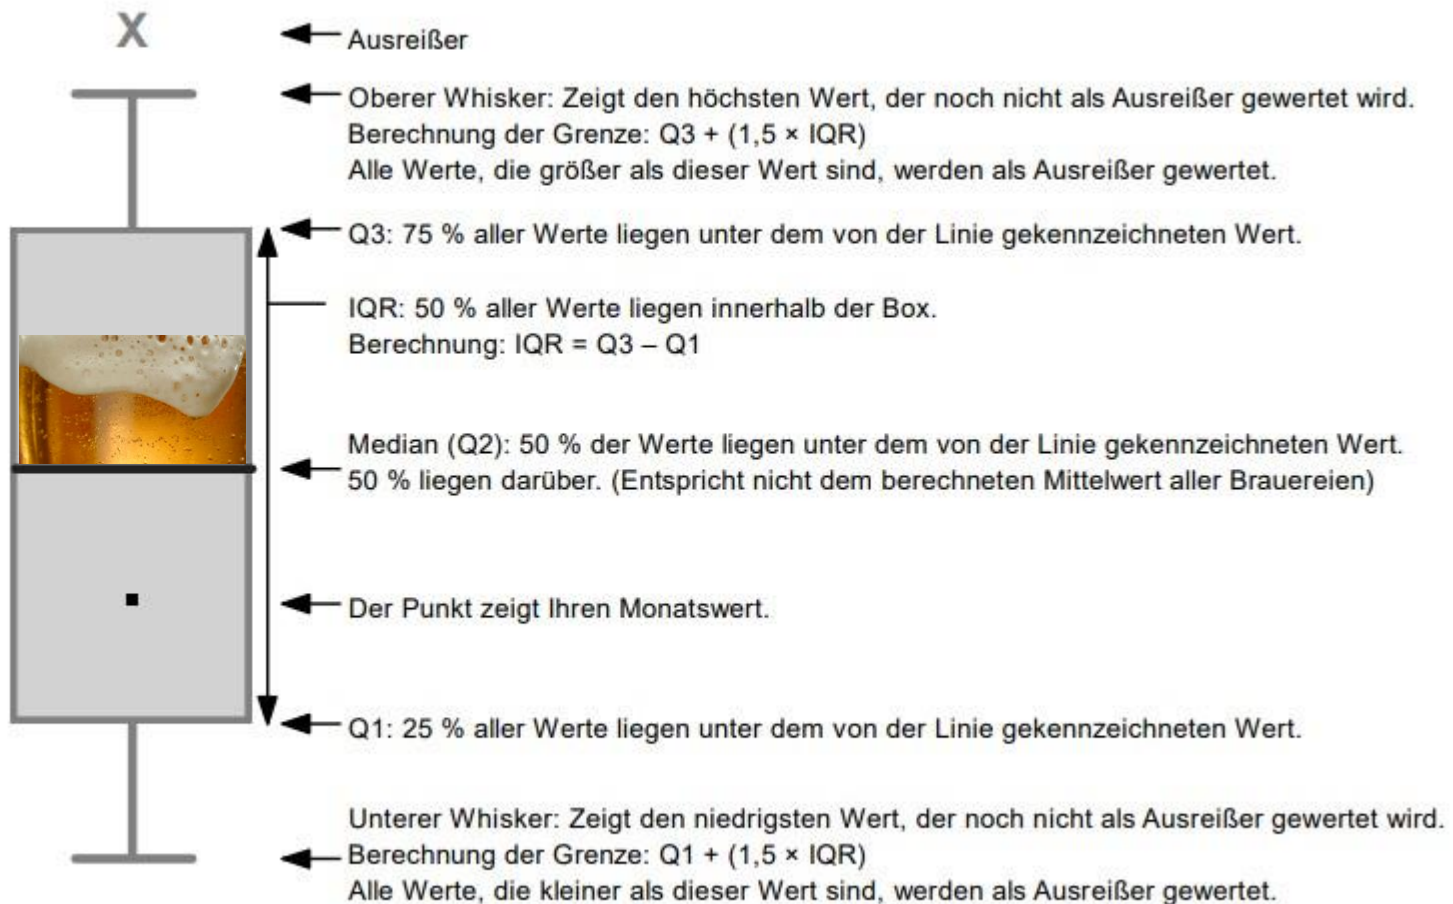 X
Ausreißer
Oberer Whisker: Zeigt den höchsten Wert, der noch nicht als Ausreißer gewertet wird.
Berechnung der Grenze: Q3 + (1,5 × IQR)
Alle Werte, die größer als dieser Wert sind, werden als Ausreißer gewertet.
Q3: 75 % aller Werte liegen unter dem von der Linie gekennzeichneten Wert.
IQR: 50 % aller Werte liegen innerhalb der Box.
Berechnung: IQR = Q3 – Q1
Median (Q2): 50 % der Werte liegen unter dem von der Linie gekennzeichneten Wert.
50 % liegen darüber. (Entspricht nicht dem berechneten Mittelwert aller Brauereien)
Der Punkt zeigt Ihren Monatswert.
Q1: 25 % aller Werte liegen unter dem von der Linie gekennzeichneten Wert.
Unterer Whisker: Zeigt den niedrigsten Wert, der noch nicht als Ausreißer gewertet wird.
Berechnung der Grenze: Q1 + (1,5 × IQR)
Alle Werte, die kleiner als dieser Wert sind, werden als Ausreißer gewertet.